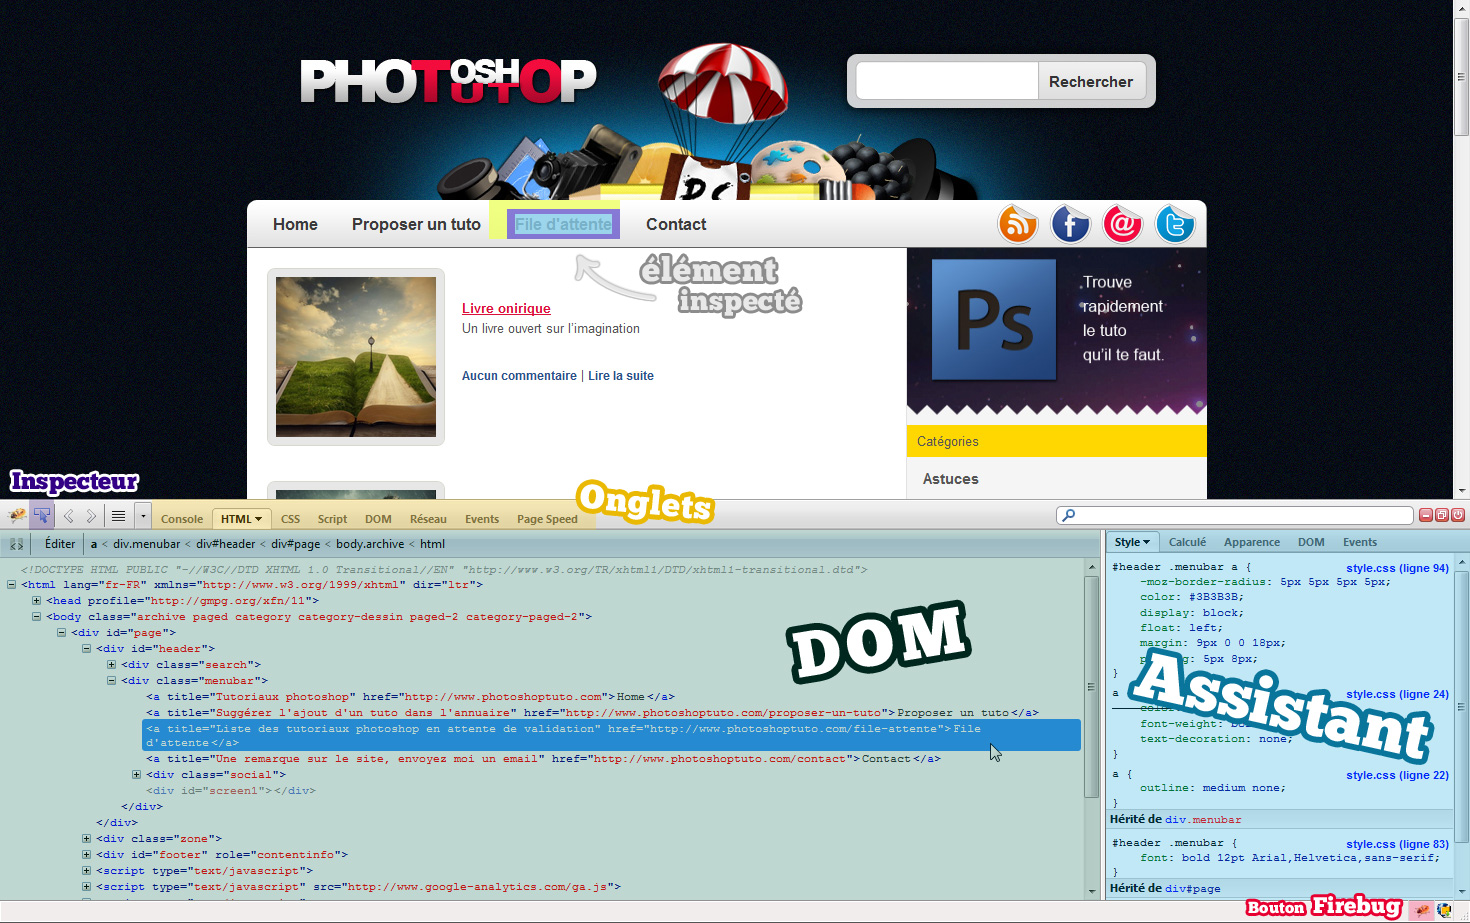 PHOTOSHOP TUTO
Rechercher
Home
Proposer un tuto
File d'attente
Contact
élément
inspecté
Livre onirique
Un livre ouvert sur l'imagination
Aucun commentaire | Lire la suite
Ps
Trouve
rapidement
le tuto
qu'il te faut.
Catégories
Astuces
Inspecteur
Onglets
Console
HTML
CSS
Script
DOM
Réseau
Events
Page Speed
Éditer
a < div.menubar < div#header < div#page < body.archive < html
<!DOCTYPE HTML PUBLIC "-//W3C//DTD XHTML 1.0 Transitional//EN" "http://www.w3.org/TR/xhtml1/DTD/xhtml1-transitional.dtd">
<html lang="fr-FR" xmlns="http://www.w3.org/1999/xhtml" dir="ltr">
<head profile="http://gmpg.org/xfn/11">
<body class="archive paged category category-dessin paged-2 category-paged-2">
<div id="page">
<div id="header">
<div class="search">
<div class="menubar">
<a title="Tutoriaux photoshop" href="http://www.photoshoptuto.com">Home</a>
<a title="Suggérer l'ajout d'un tuto dans l'annuaire" href="http://www.photoshoptuto.com/proposer-un-tuto">Proposer un tuto</a>
<a title="Liste des tutoriaux photoshop en attente de validation" href="http://www.photoshoptuto.com/file-attente">File
d'attente</a>
<a title="Une remarque sur le site, envoyez moi un email" href="http://www.photoshoptuto.com/contact">Contact</a>
<div class="social">
<div id="screen1"></div>
</div>
</div>
<div class="zone">
<div id="footer" role="contentinfo">
<script type="text/javascript">
<script type="text/javascript" src="http://www.google-analytics.com/ga.js">
DOM
Style
Calculé
Apparence
DOM
Events
#header .menubar a { style.css (ligne 94)
-moz-border-radius: 5px 5px 5px 5px;
color: #3B3B3B;
display: block;
float: left;
margin: 9px 0 0 18px;
5px 8px;
}
a style.css (ligne 24)
font-weight:
text-decoration: none;
}
a { style.css (ligne 22)
outline: medium none;
}
Assistant
Hérité de div.menubar
#header .menubar { style.css (ligne 83)
font: bold 12pt Arial,Helvetica,sans-serif;
}
Hérité de div#page
Bouton Firebug